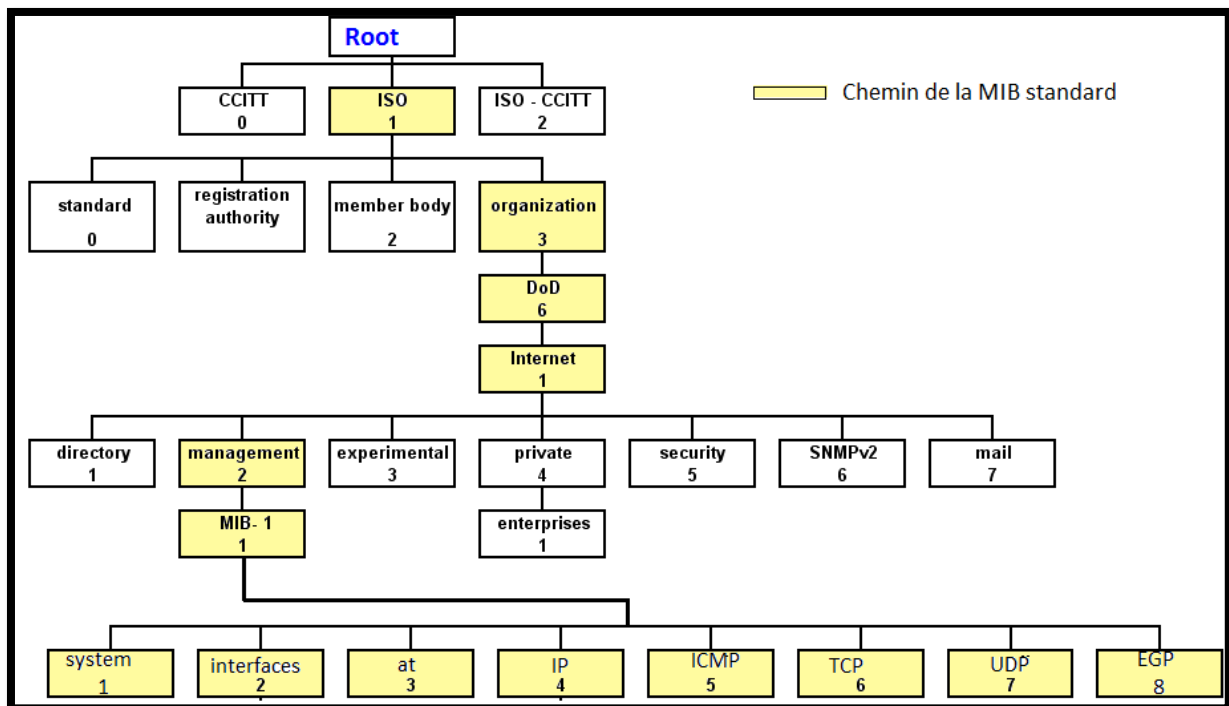 Root
CCITT
0
ISO
1
ISO - CCITT
2
Chemin de la MIB standard
standard
0
registration
authority
member body
2
organization
3
DoD
6
Internet
1
directory
1
management
2
experimental
3
private
4
security
5
SNMPv2
6
mail
7
MIB- 1
1
enterprises
1
system
1
interfaces
2
at
3
IP
4
ICMP
5
TCP
6
UDP
7
EGP
8